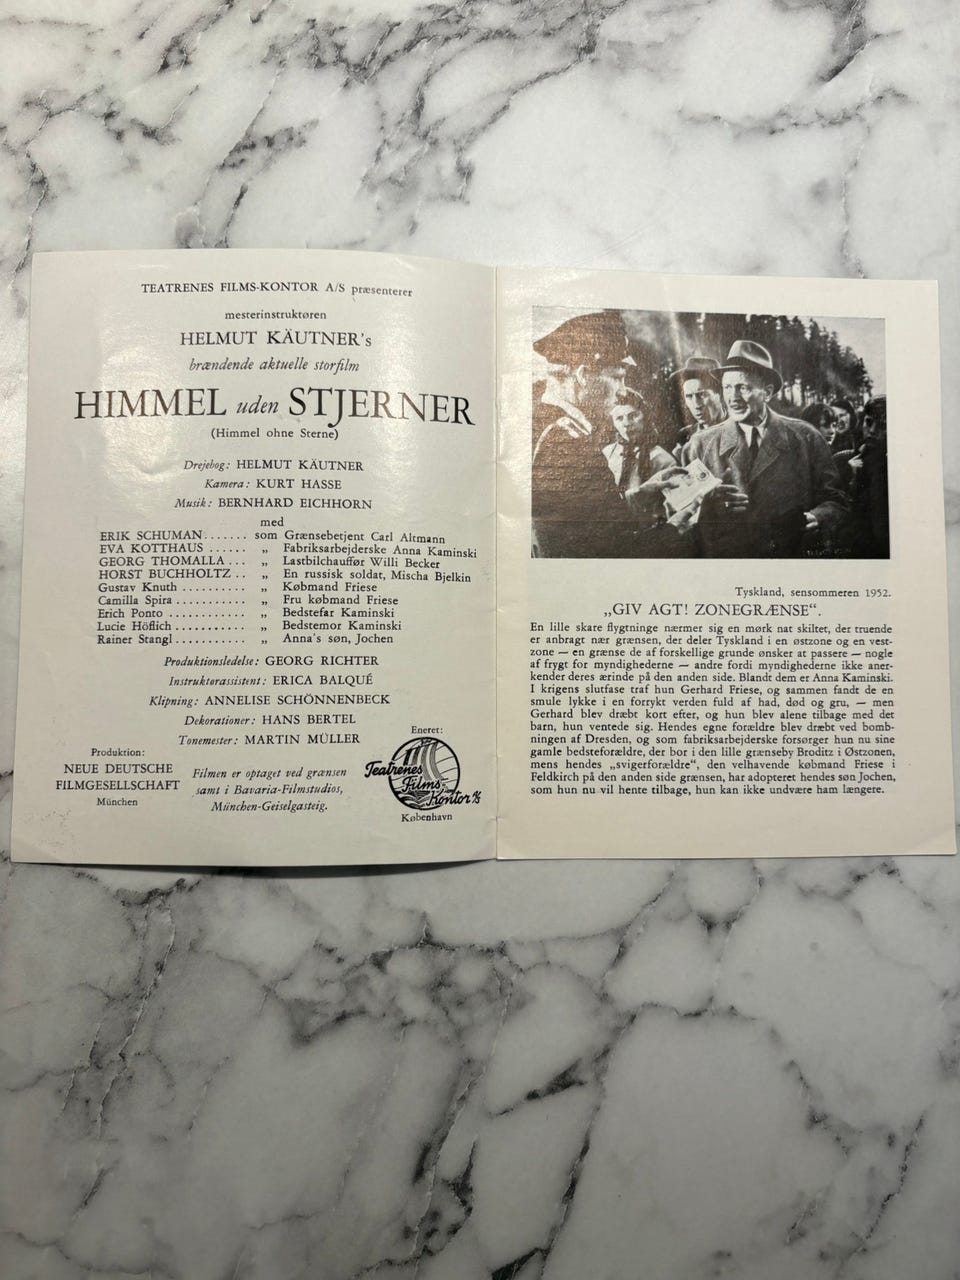 TEATRENES FILMS-KONTOR A/S præsenterer
mesterinstruktøren
HELMUT KÄUTNER's
brændende aktuelle storfilm
HIMMEL uden STJERNER
(Himmel ohne Sterne)
Drejebog: HELMUT KÄUTNER
Kamera: KURT HASSE
Musik: BERNHARD EICHHORN
med
ERIK SCHUMAN....... som Grænsebetjent Carl Altmann
EVA KOTTHAUS ...... „ Fabriksarbejderske Anna Kaminski
GEORG THOMALLA... „ Lastbilchauffør Willi Becker
HORST BUCHHOLTZ .. „ En russisk soldat, Mischa Bjelkin
Gustav Knuth ........... „ Købmand Friese
Camilla Spira ........... „ Fru købmand Friese
Erich Ponto ............ „ Bedstefar Kaminski
Lucie Höflich ........... „ Bedstemor Kaminski
Rainer Stangl........... „ Anna's søn, Jochen
Produktionsledelse: GEORG RICHTER
Instruktørassistent: ERICA BALQUÉ
Klipning: ANNELISE SCHÖNNENBECK
Dekorationer: HANS BERTEL
Tonemester: MARTIN MÜLLER
Produktion:
NEUE DEUTSCHE
FILMGESELLSCHAFT
München
Filmen er optaget ved grænsen
samt i Bavaria-Filmstudios,
München-Geiselgasteig.
Eneret:
Teatrenes
Films-
Kontor A/S
København
Tyskland, sensommeren 1952.
„GIV AGT! ZONEGRÆNSE“.
En lille skare flygtninge nærmer sig en mørk nat skiltet, der truende
er anbragt nær grænsen, der deler Tyskland i en østzone og en vest-
zone — en grænse de af forskellige grunde ønsker at passere — nogle
af frygt for myndighederne — andre fordi myndighederne ikke aner-
kender deres ærinde på den anden side. Blandt dem er Anna Kaminski.
I krigens slutfase traf hun Gerhard Friese, og sammen fandt de en
smule lykke i en forrykt verden fuld af had, død og gru, — men
Gerhard blev dræbt kort efter, og hun blev alene tilbage med det
barn, hun ventede sig. Hendes egne forældre blev dræbt ved bomb-
ningen af Dresden, og som fabriksarbejderske forsørger hun nu sine
gamle bedsteforældre, der bor i den lille grænseby Broditz i Østzonen,
mens hendes „svigerforældre“, den velhavende købmand Friese i
Feldkirch på den anden side grænsen, har adopteret hendes søn Jochen,
som hun nu vil hente tilbage, hun kan ikke undvære ham længere.